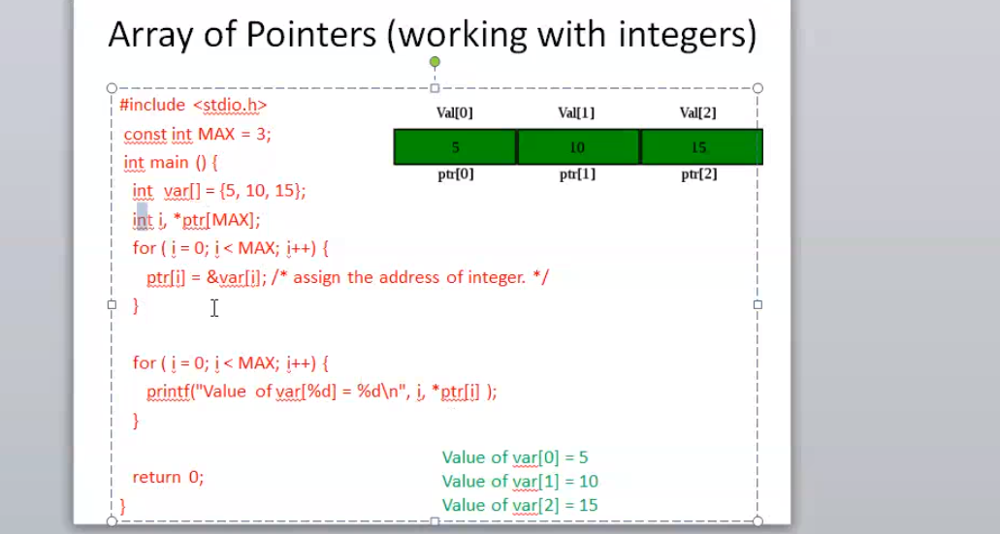 Array of Pointers (working with integers)
#include <stdio.h>
const int MAX = 3;
int main () {
int var[] = {5, 10, 15};
int i, *ptr[MAX];
for ( i = 0; i < MAX; i++) {
ptr[i] = &var[i]; /* assign the address of integer. */
}
for ( i = 0; i < MAX; i++) {
printf("Value of var[%d] = %d\n", i, *ptr[i] );
}
return 0;
}
Val[0] Val[1] Val[2]
5 10 15
ptr[0] ptr[1] ptr[2]
Value of var[0] = 5
Value of var[1] = 10
Value of var[2] = 15